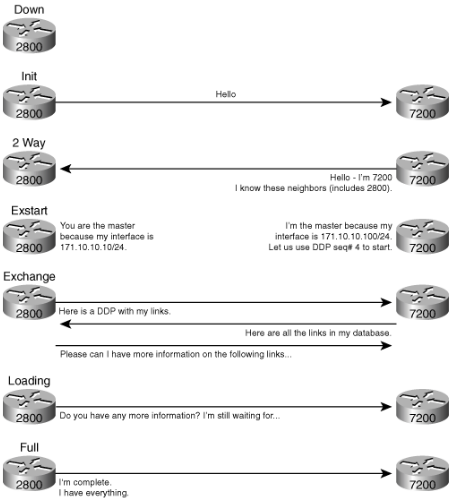 Down
2800
Init
Hello
2800
7200
2 Way
2800
7200
Hello - I'm 7200
I know these neighbors (includes 2800).
Exstart
2800
You are the master
because my interface is
171.10.10.10/24.
I'm the master because my
interface is 171.10.10.100/24.
Let us use DDP seq# 4 to start.
7200
Exchange
2800
7200
Here is a DDP with my links.
Here are all the links in my database.
Please can I have more information on the following links...
Loading
2800
7200
Do you have any more information? I'm still waiting for...
Full
2800
7200
I'm complete.
I have everything.